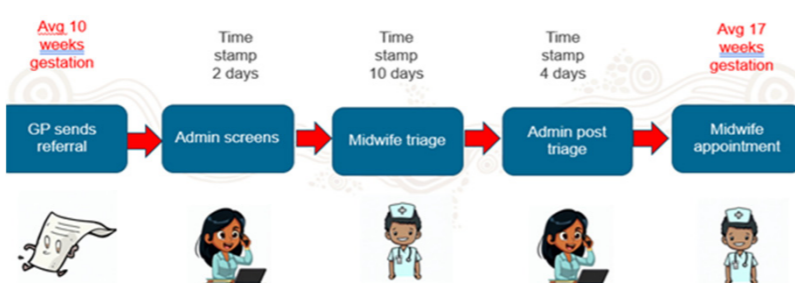 Avg 10
weeks
gestation
Time
stamp
2 days
Time
stamp
10 days
Time
stamp
4 days
Avg 17
weeks
gestation
GP sends
referral
Admin screens
Midwife triage
Admin post
triage
Midwife
appointment